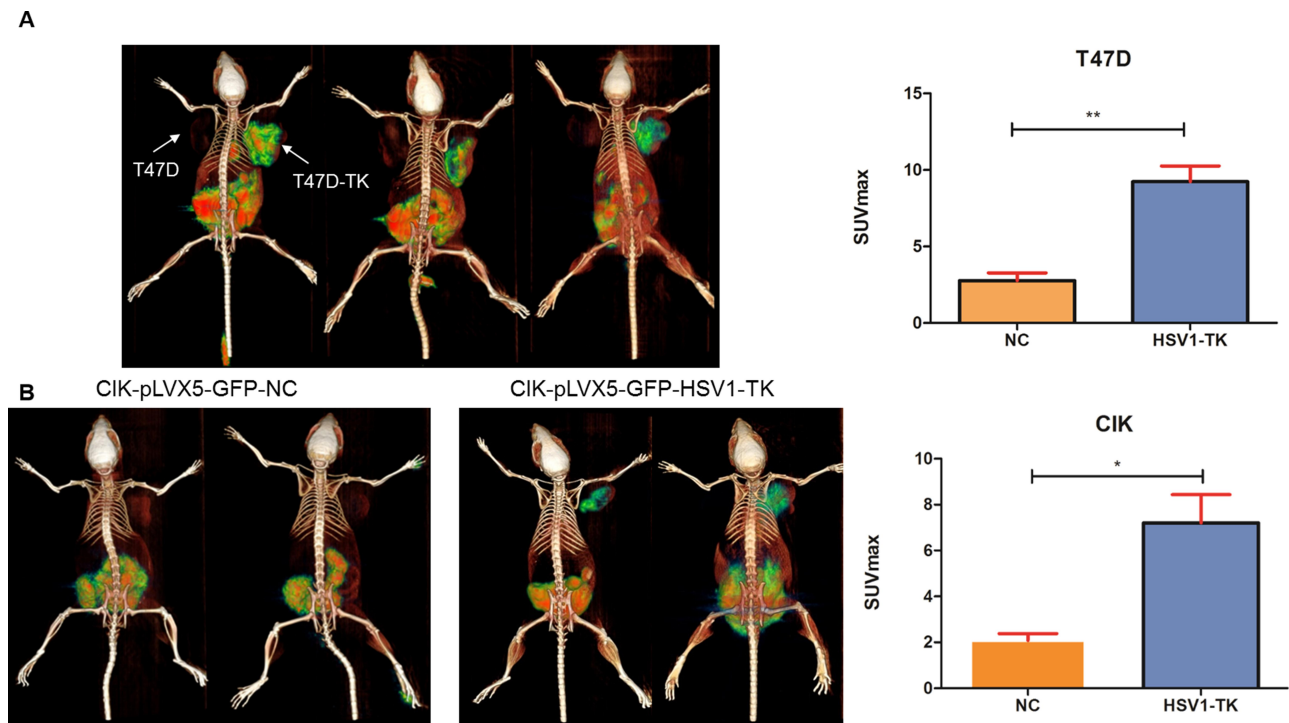 A
T47D
T47D-TK
T47D
15
10
5
0
SUVmax
**
NC
HSV1-TK
B
CIK-pLVX5-GFP-NC
CIK-pLVX5-GFP-HSV1-TK
CIK
10
8
6
4
2
0
SUVmax
*
NC
HSV1-TK